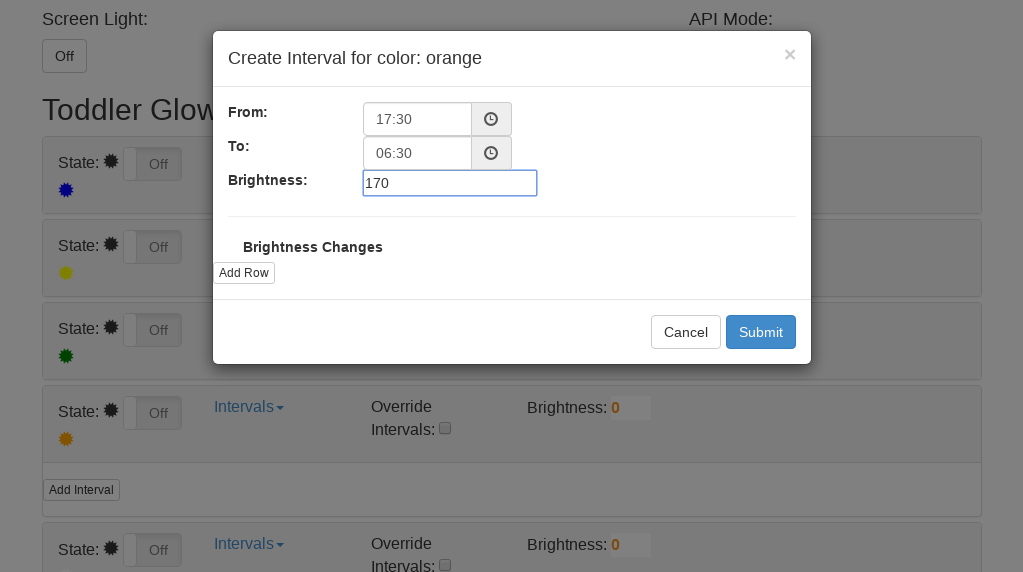 Screen Light:
API Mode:
Off
Create Interval for color: orange
×
Toddler Glow
From: 17:30
To: 06:30
Brightness: 170
Brightness Changes
Add Row
Cancel Submit
State: Off
State: Off
State: Off
State: Off Intervals Override Intervals: Brightness: 0
Add Interval
State: Off Intervals Override Intervals: Brightness: 0